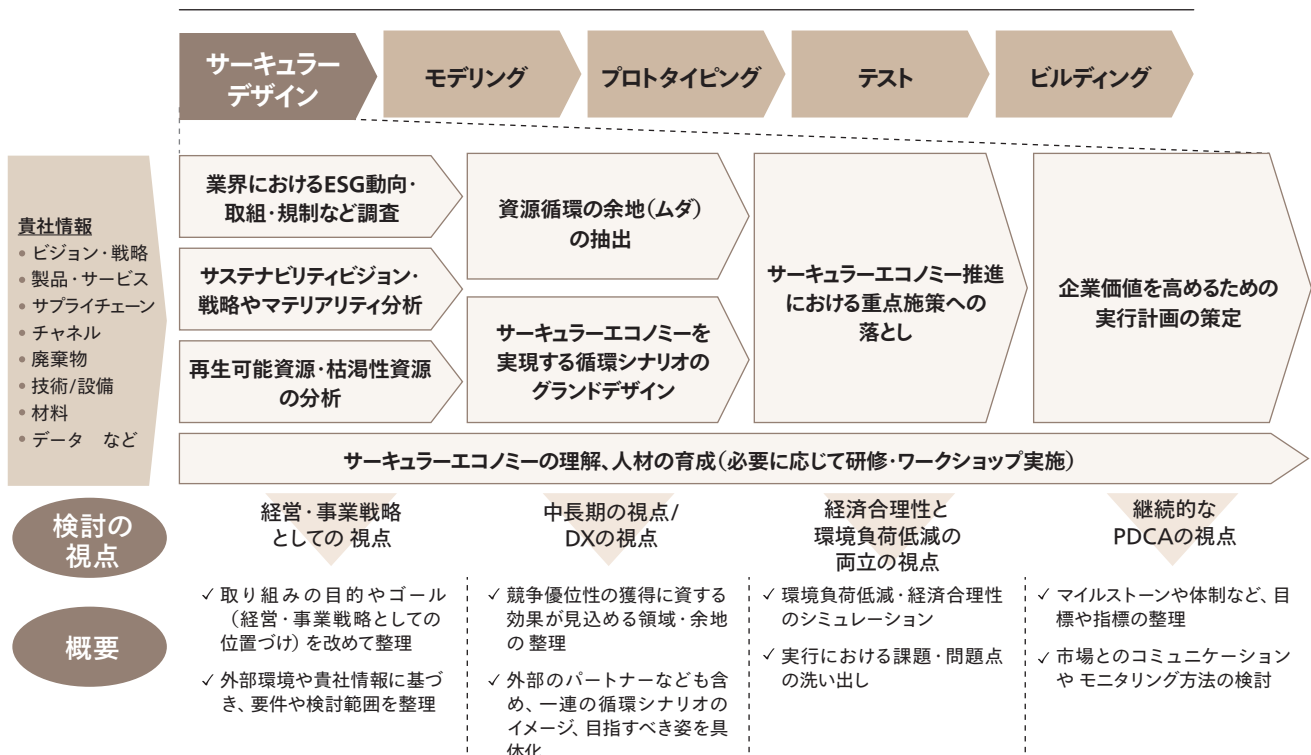 サーキュラー
デザイン
モデリング
プロトタイピング
テスト
ビルディング
貴社情報
• ビジョン・戦略
• 製品・サービス
• サプライチェーン
• チャネル
• 廃棄物
• 技術/設備
• 材料
• データ　など
業界におけるESG動向・
取組・規制など調査
サステナビリティビジョン・
戦略やマテリアリティ分析
再生可能資源・枯渇性資源
の分析
資源循環の余地(ムダ)
の抽出
サーキュラーエコノミーを
実現する循環シナリオの
グランドデザイン
サーキュラーエコノミー推進
における重点施策への
落とし
企業価値を高めるための
実行計画の策定
サーキュラーエコノミーの理解、人材の育成(必要に応じて研修・ワークショップ実施)
検討の
視点
経営・事業戦略
としての 視点
中長期の視点/
DXの視点
経済合理性と
環境負荷低減の
両立の視点
継続的な
PDCAの視点
概要
✓ 取り組みの目的やゴール
（経営・事業戦略としての
位置づけ）を改めて整理
✓ 外部環境や貴社情報に基づ
き、要件や検討範囲を整理
✓ 競争優位性の獲得に資する
効果が見込める領域・余地
の 整理
✓ 外部のパートナーなども含
め、一連の循環シナリオの
イメージ、目指すべき姿を具
体化
✓ 環境負荷低減・経済合理性
のシミュレーション
✓ 実行における課題・問題点
の洗い出し
✓ マイルストーンや体制など、目
標や指標の整理
✓ 市場とのコミュニケーション
や モニタリング方法の検討